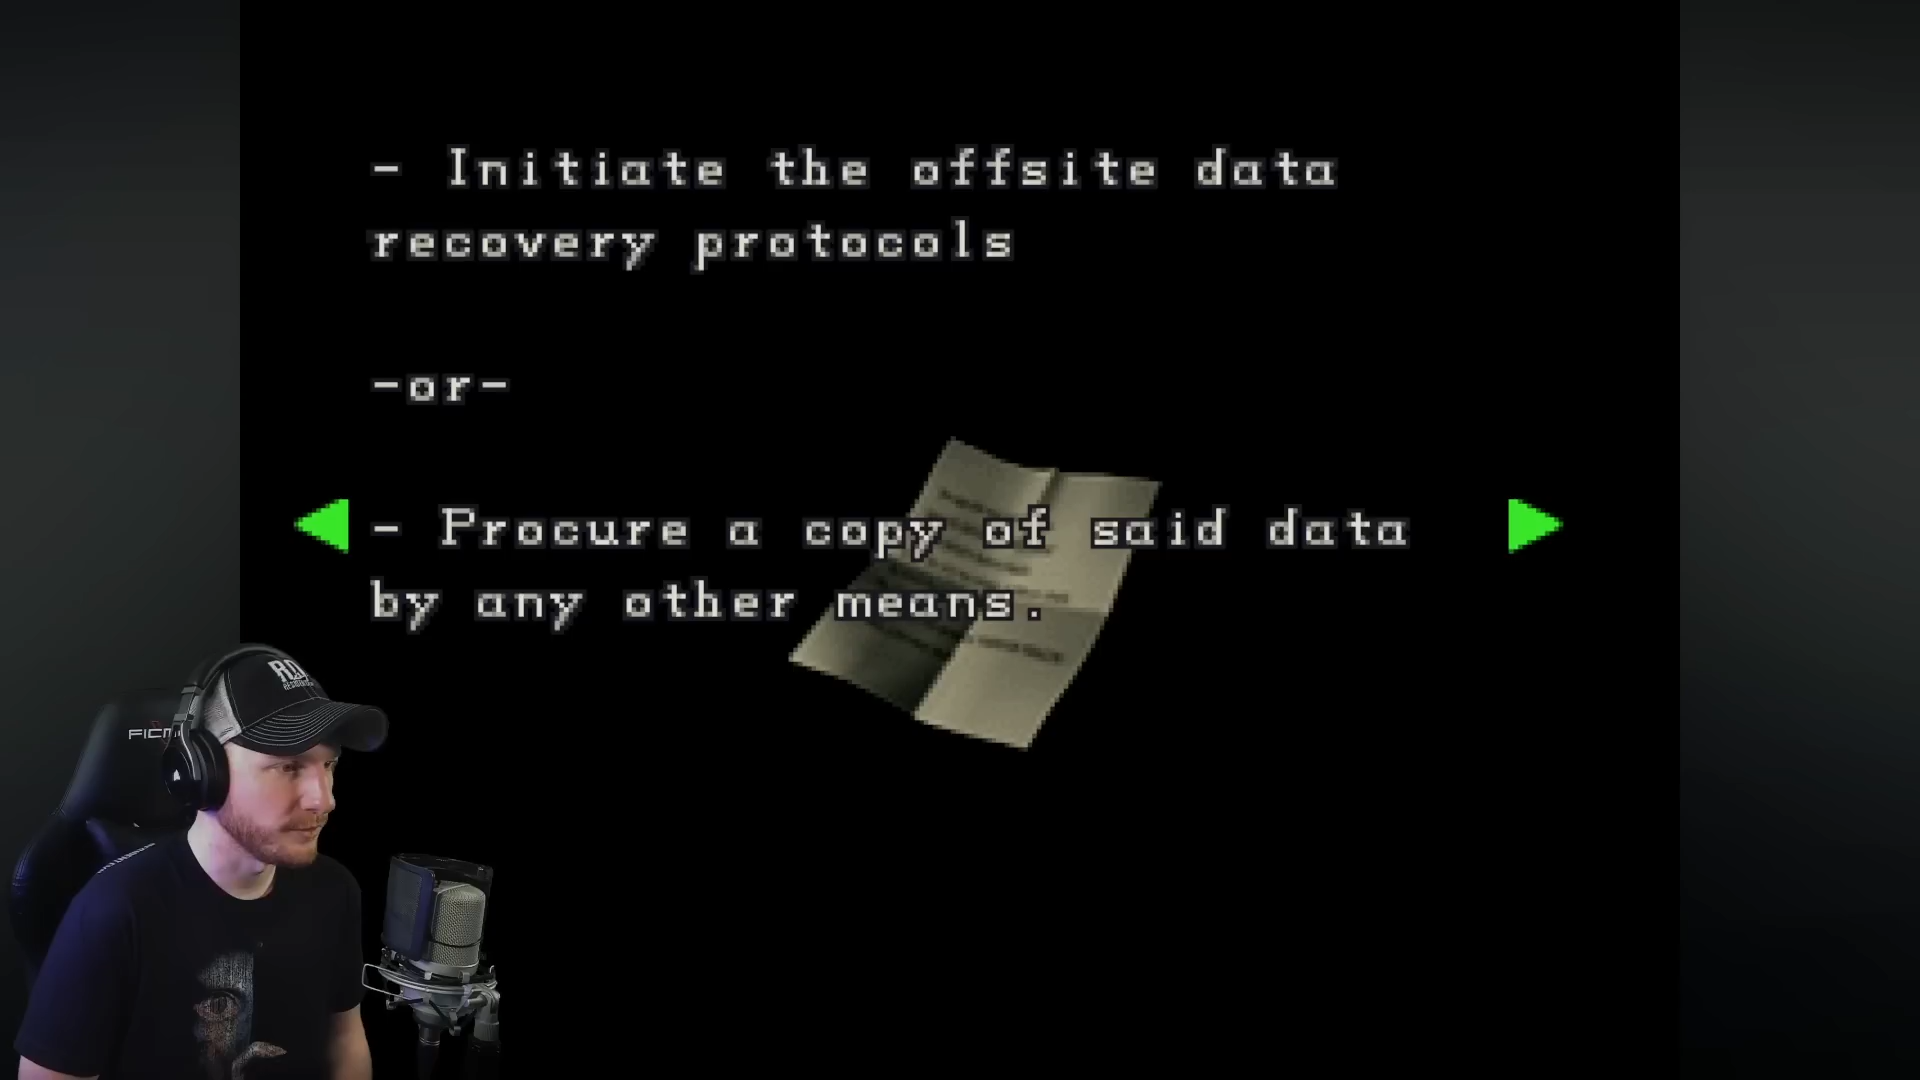 - Initiate the offsite data
recovery protocols
-or-
- Procure a copy of said data
by any other means.